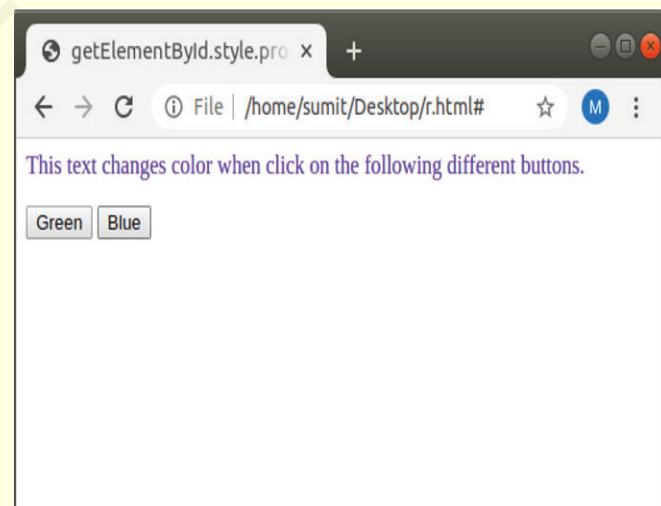 getElementById.style.pro
File /home/sumit/Desktop/r.html# M
This text changes color when click on the following different buttons.
Green Blue